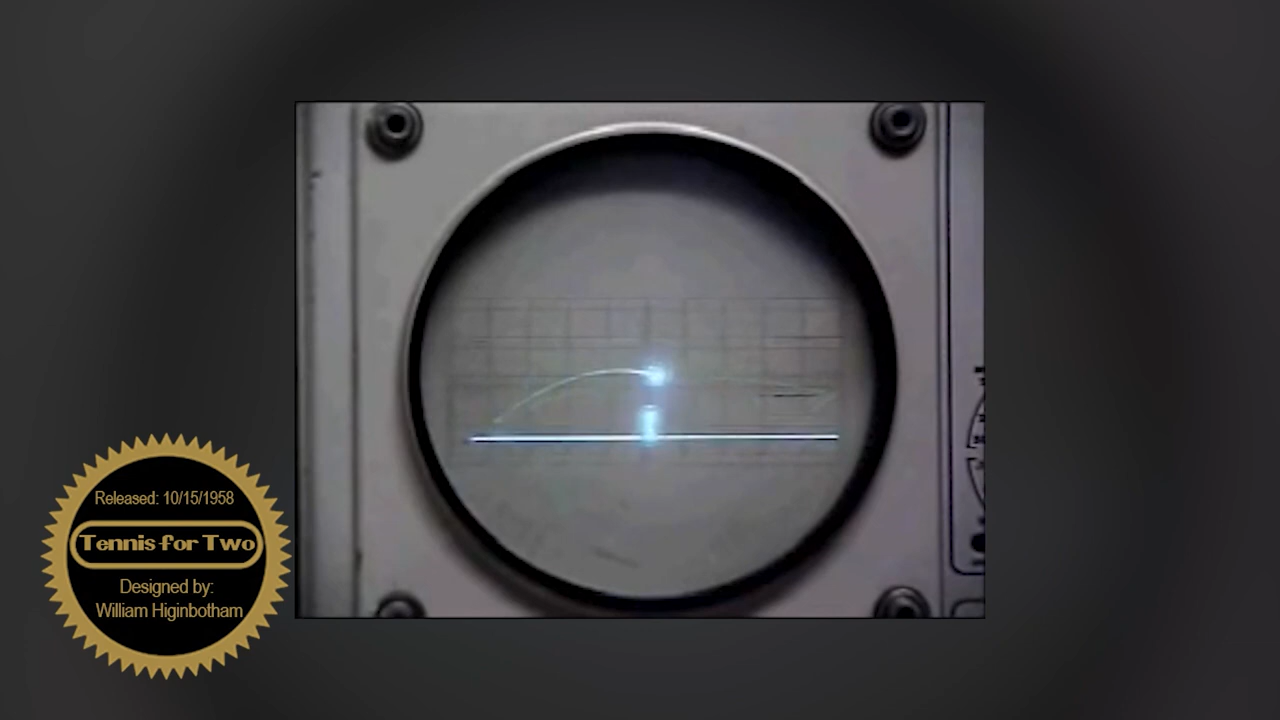 Released: 10/15/1958
Tennis for Two
Designed by:
William Higinbotham